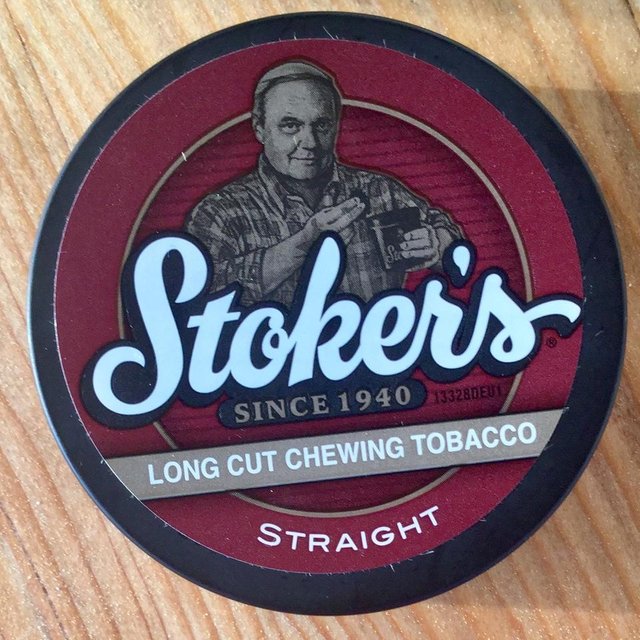 Stoker's®
SINCE 1940
13328DEU1
LONG CUT CHEWING TOBACCO
STRAIGHT